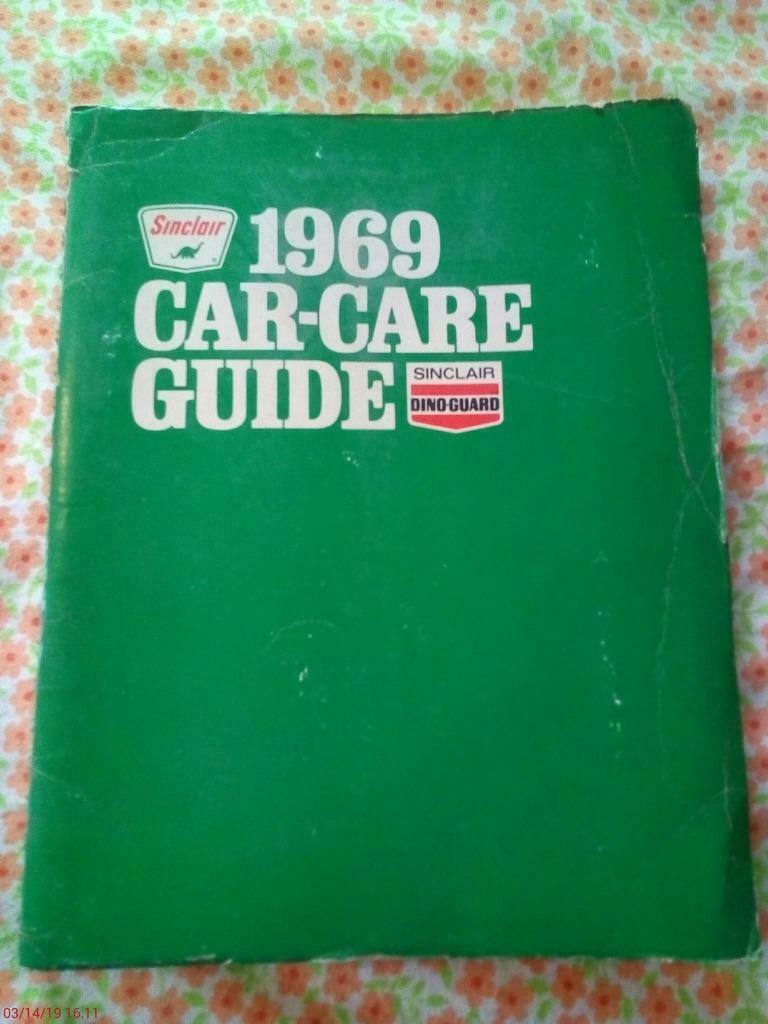 Sinclair
1969
CAR-CARE
GUIDE
SINCLAIR
DINO-GUARD
03/14/19 16:11